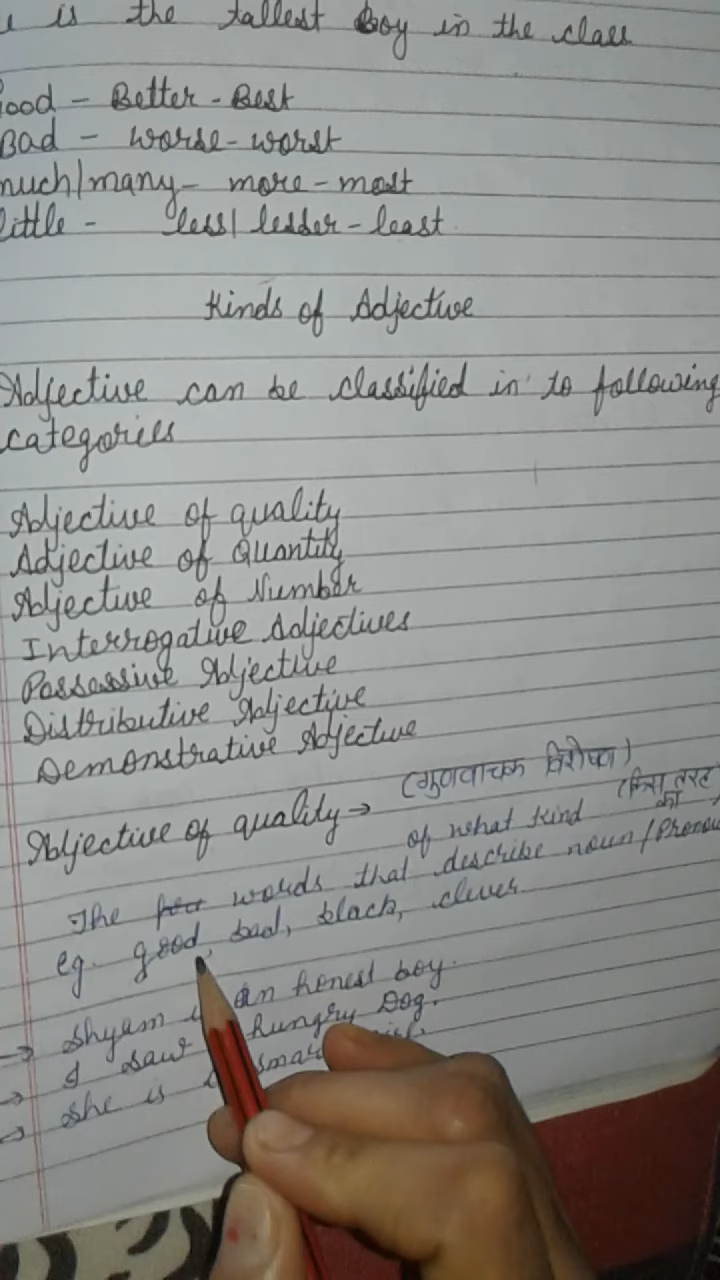 is the tallest boy in the class
ood - Better - Best
Bad - worse - worst
much/many - more - most
little - less/ lesser - least
Kinds of Adjective
Adjective can be classified in to following
categories
Adjective of quality
Adjective of Quantity
Adjective of Number
Interrogative Adjectives
Possessive Adjective
Distributive Adjective
Demonstrative Adjective
Adjective of quality → (गुणवाचक विशेषण)
of what kind (किस तरह
का
The words that describe noun/Pronou
eg. good, bad, black, clever
→ Shyam is an honest boy.
→ I saw hungry Dog.
→ She is